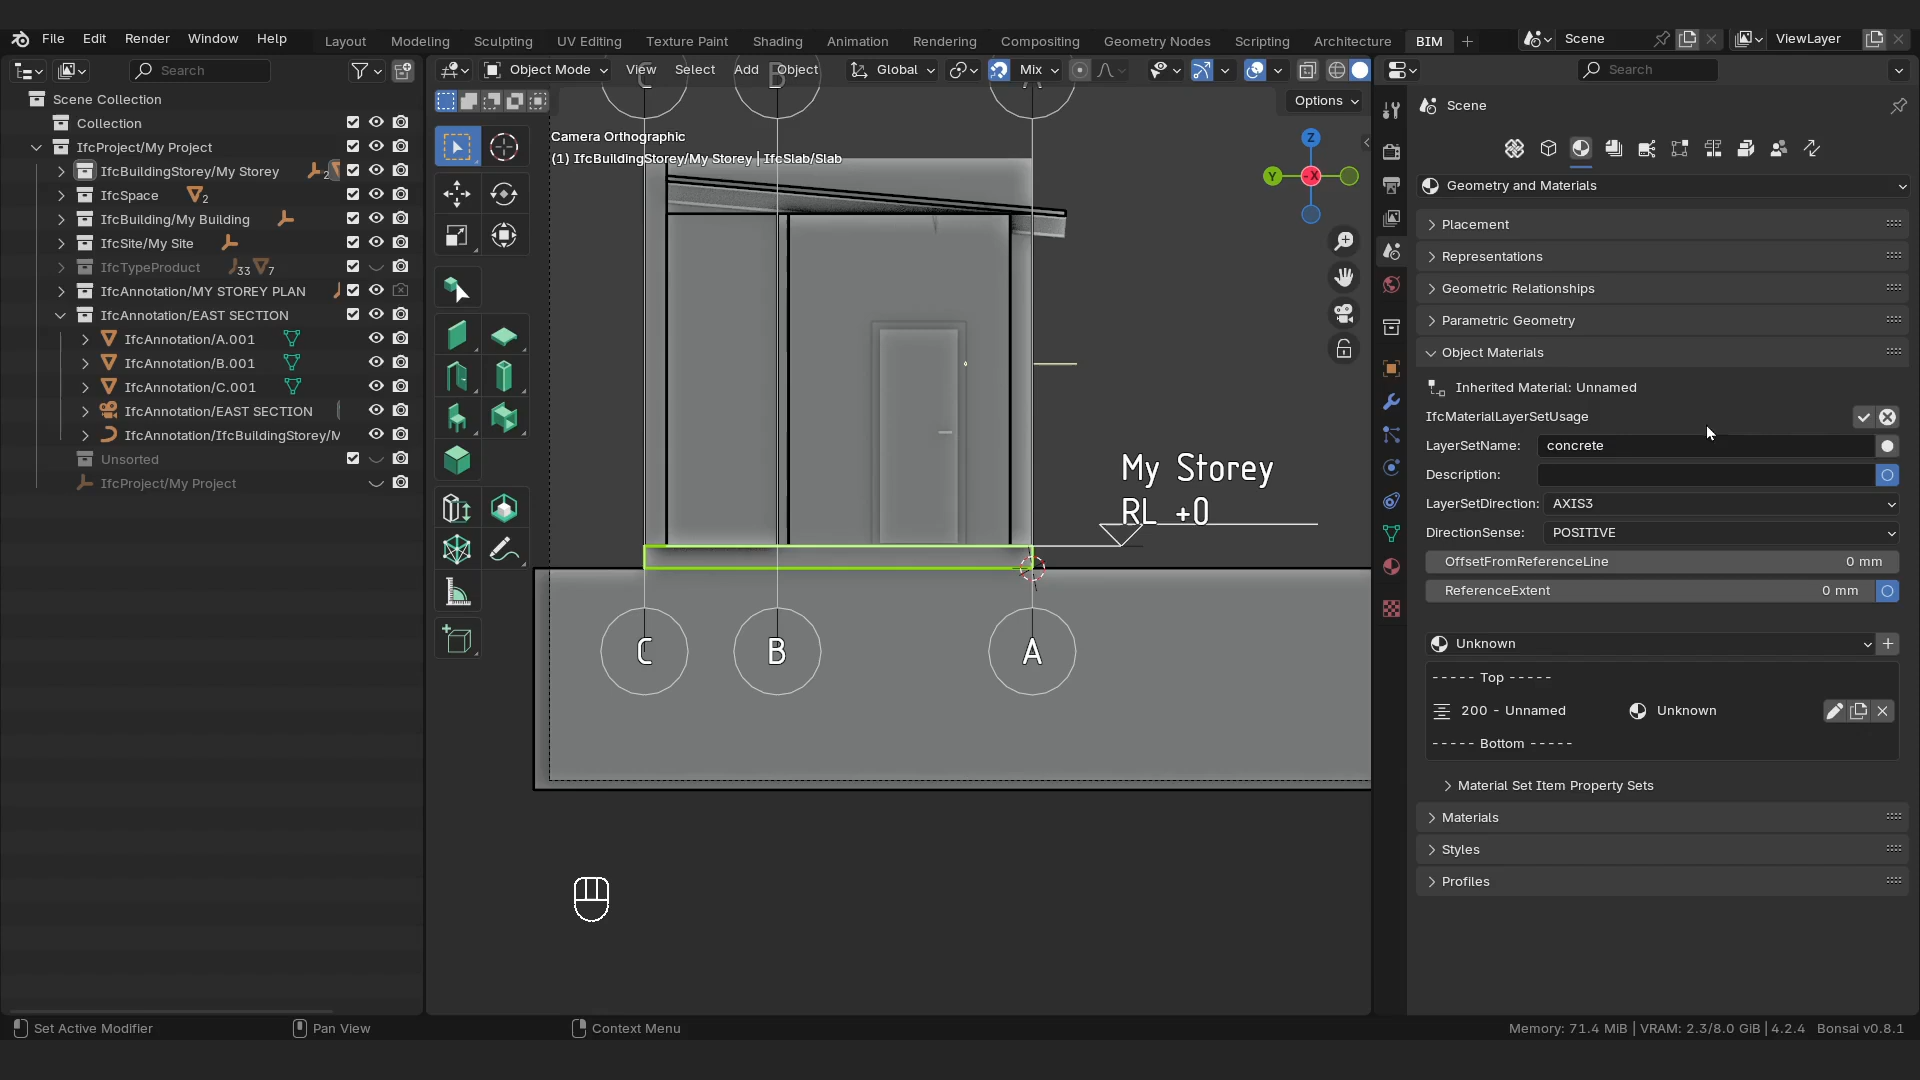 File Edit Render Window Help
Layout Modeling Sculpting UV Editing Texture Paint Shading Animation Rendering Compositing Geometry Nodes Scripting Architecture BIM
Scene ViewLayer
Search
Scene Collection
Collection
IfcProject/My Project
IfcBuildingStorey/My Storey 2
IfcSpace 2
IfcBuilding/My Building
IfcSite/My Site
IfcTypeProduct 33 7
IfcAnnotation/MY STOREY PLAN
IfcAnnotation/EAST SECTION
IfcAnnotation/A.001
IfcAnnotation/B.001
IfcAnnotation/C.001
IfcAnnotation/EAST SECTION
IfcAnnotation/IfcBuildingStorey/M
Unsorted
IfcProject/My Project
Object Mode View Select Add Object Global Mix
Options
Camera Orthographic
(1) IfcBuildingStorey/My Storey | IfcSlab/Slab
Z
Y -X
My Storey
RL +0
C B A
Search
Scene
Geometry and Materials
Placement
Representations
Geometric Relationships
Parametric Geometry
Object Materials
Inherited Material: Unnamed
IfcMaterialLayerSetUsage
LayerSetName: concrete
Description:
LayerSetDirection: AXIS3
DirectionSense: POSITIVE
OffsetFromReferenceLine 0 mm
ReferenceExtent 0 mm
Unknown
----- Top -----
200 - Unnamed Unknown
----- Bottom -----
Material Set Item Property Sets
Materials
Styles
Profiles
Set Active Modifier Pan View Context Menu
Memory: 71.4 MiB | VRAM: 2.3/8.0 GiB | 4.2.4 Bonsai v0.8.1